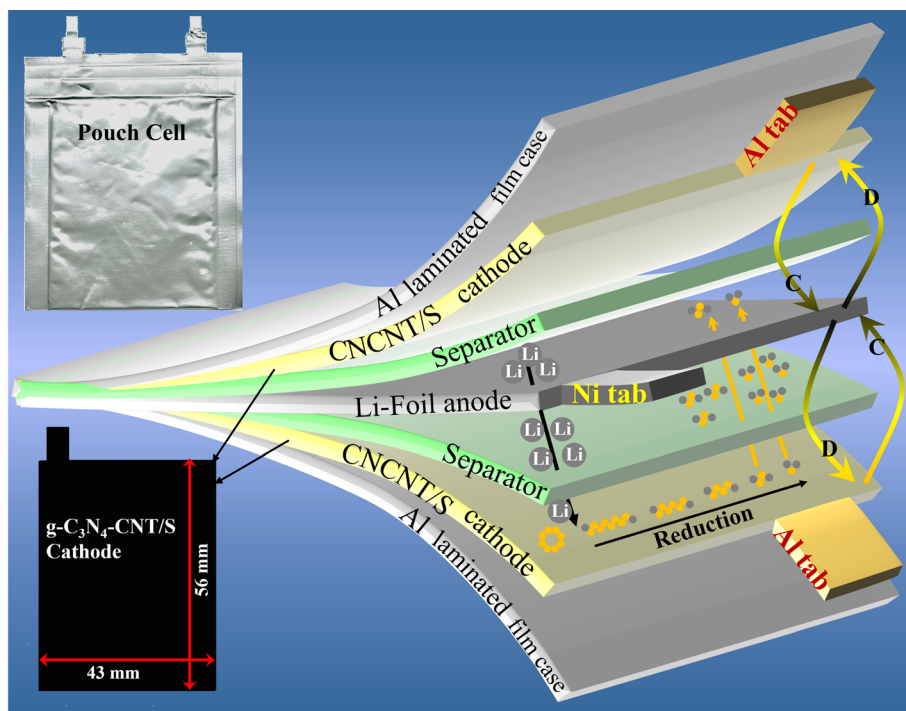 Pouch Cell
Al laminated film case
Al tab
CNCNT/S cathode
D
C
Separator
Li
Li
Li
Li
Li-Foil anode
Ni tab
C
Li
Li
Li
Li
Separator
D
CNCNT/S cathode
Li
Reduction
Al laminated film case
Al tab
g-C₃N₄-CNT/S
Cathode
56 mm
43 mm